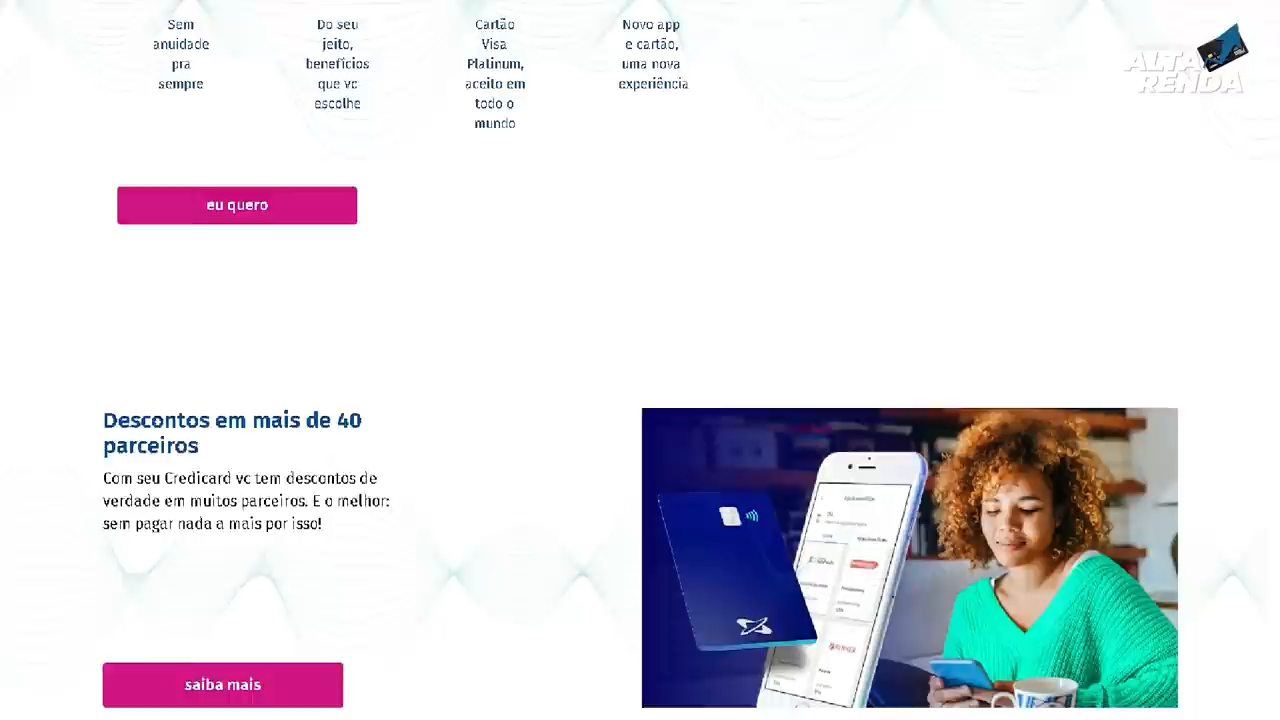 Sem
anuidade
pra
sempre
Do seu
jeito,
benefícios
que vc
escolhe
Cartão
Visa
Platinum,
aceito em
todo o
mundo
Novo app
e cartão,
uma nova
experiência
ALTA
RENDA
eu quero
Descontos em mais de 40
parceiros
Com seu Credicard vc tem descontos de
verdade em muitos parceiros. E o melhor:
sem pagar nada a mais por isso!
saiba mais